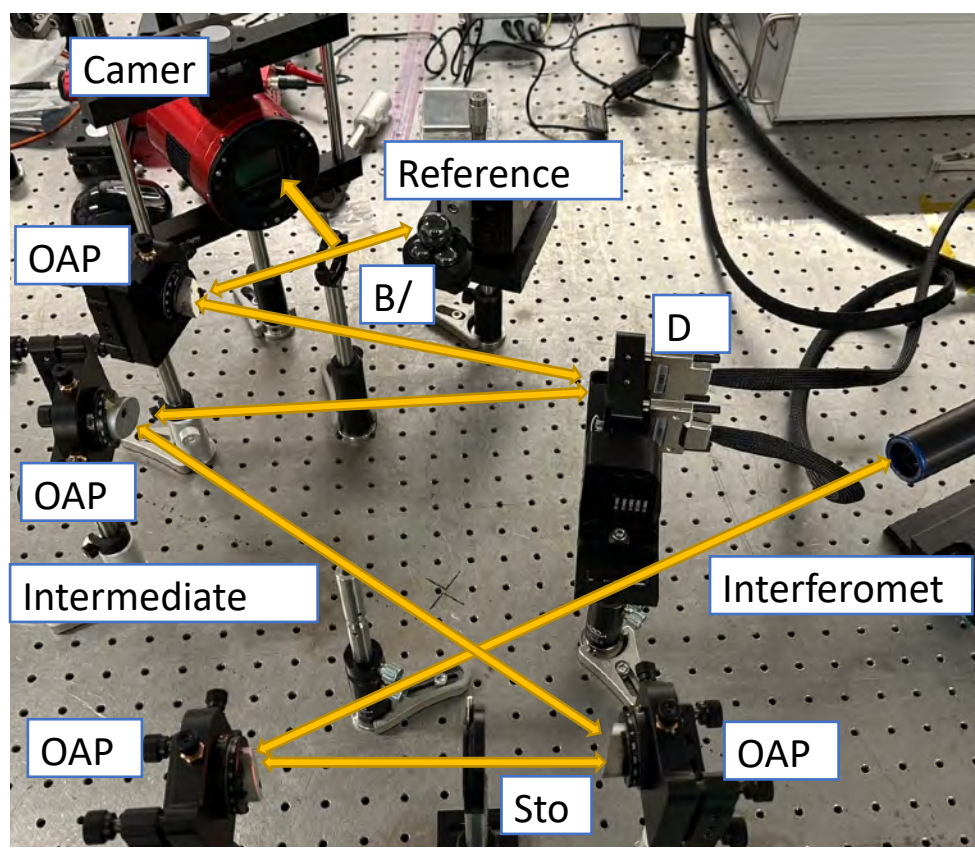 Camer
Reference
OAP
B/
D
OAP
Intermediate
Interferomet
OAP
OAP
Sto